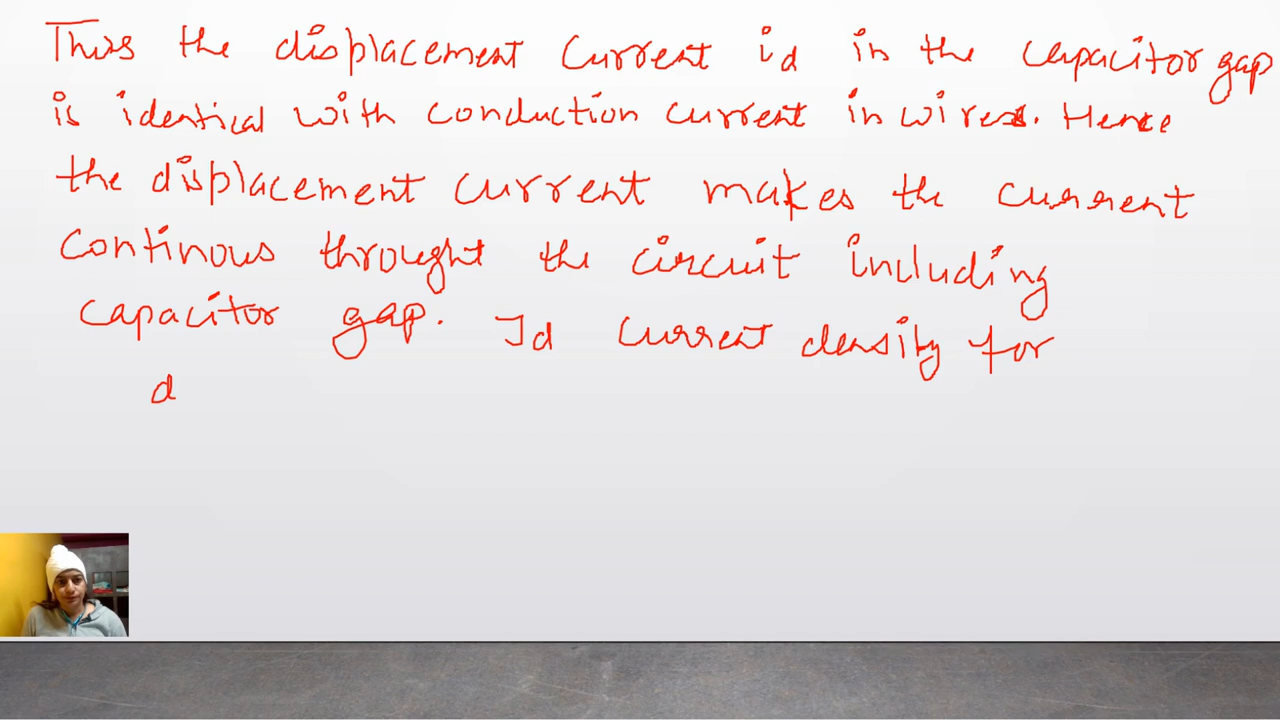 Thus the displacement current id in the capacitor gap
is identical with conduction current in wires. Hence
the displacement current makes the current
continous throught the circuit including
capacitor gap. Jd current density for
d